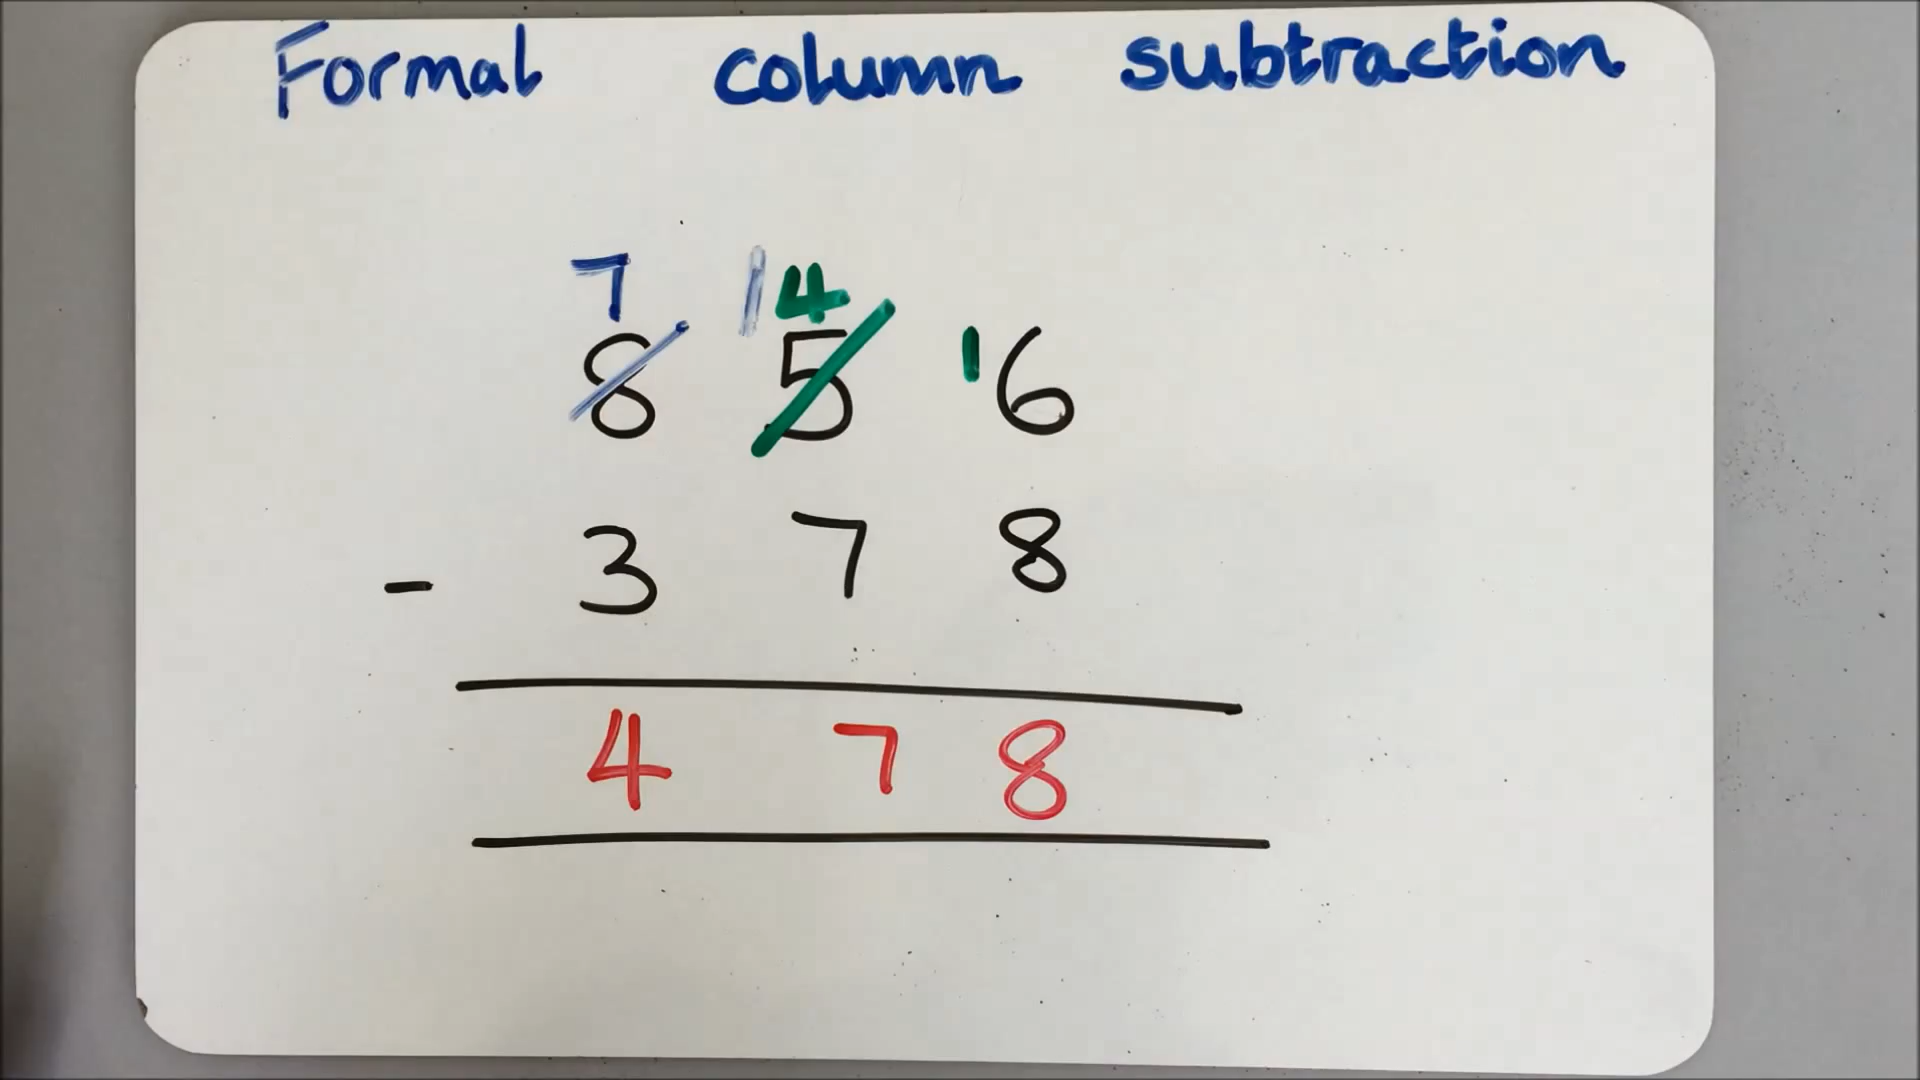 Formal column subtraction
7 14
8 5 16
- 3 7 8
4 7 8